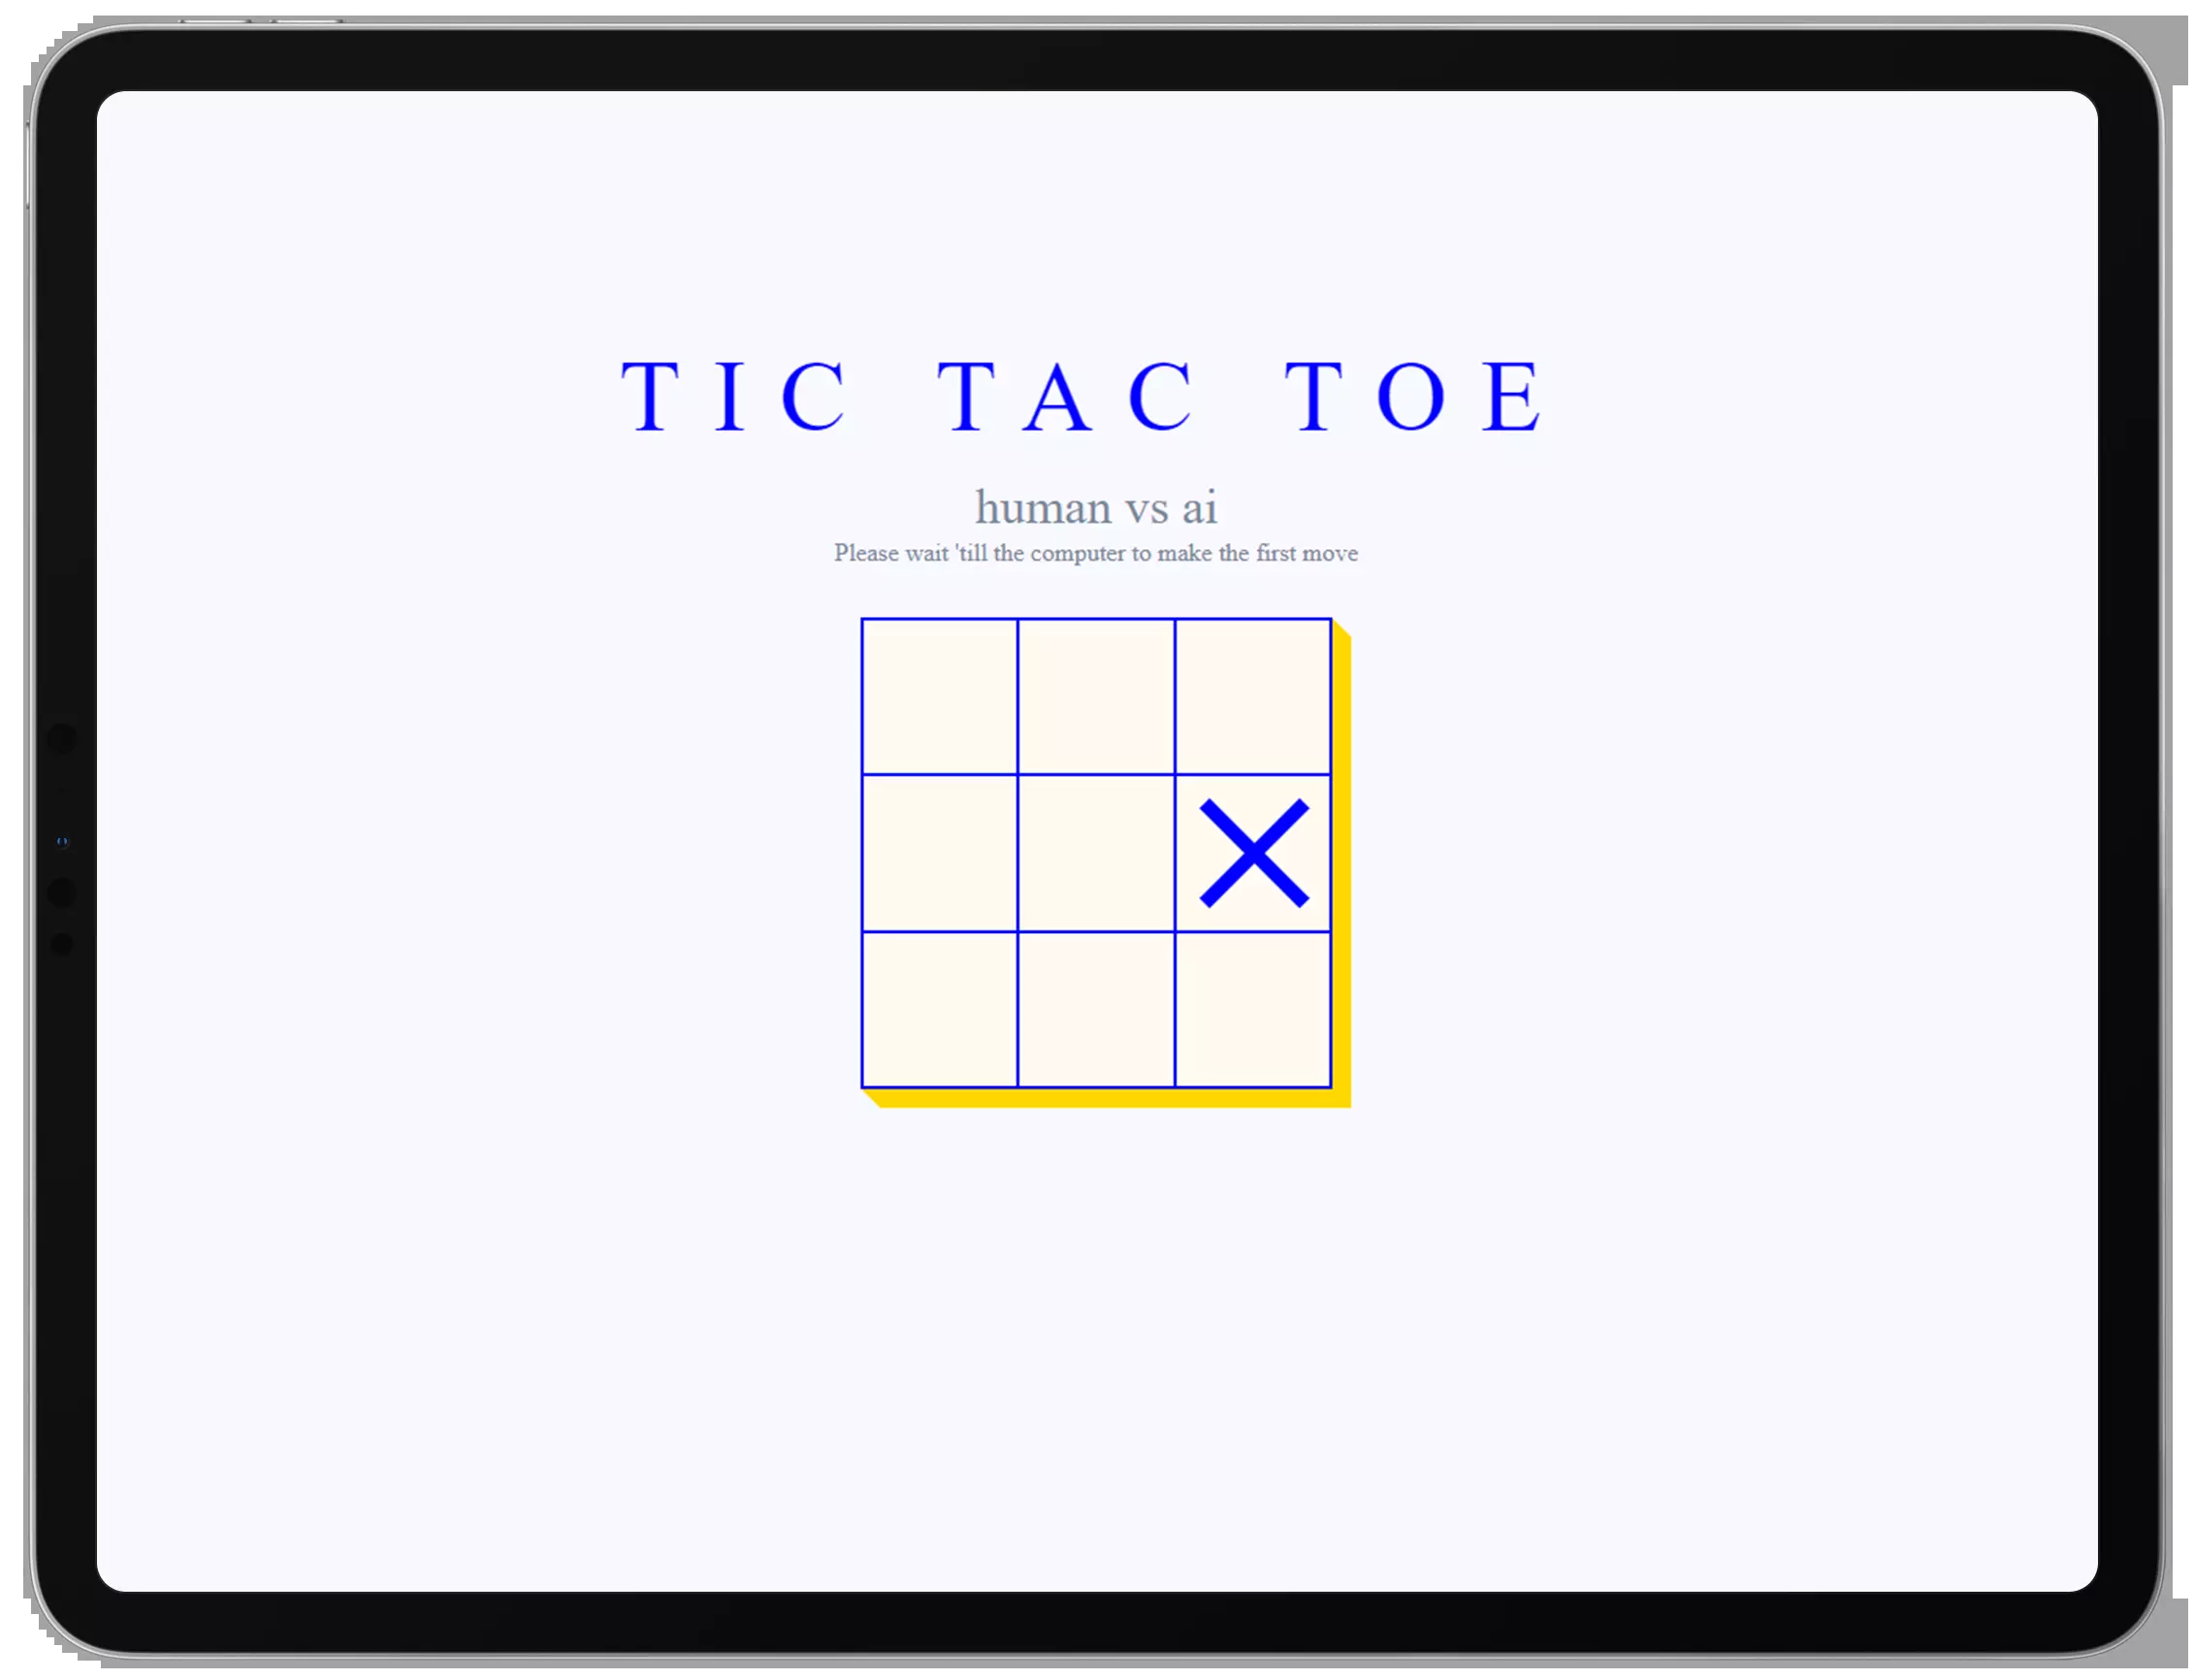 TIC TAC TOE
human vs ai
Please wait 'till the computer to make the first move